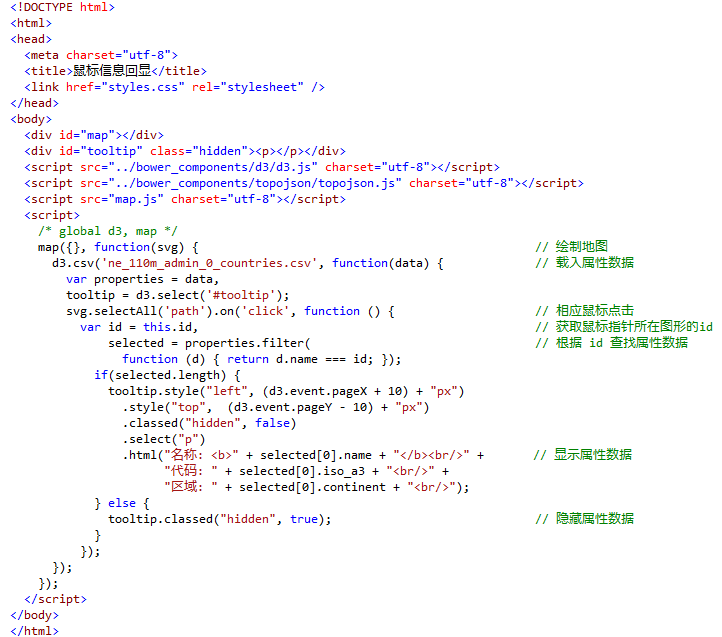 <!DOCTYPE html>
<html>
<head>
  <meta charset="utf-8">
  <title>鼠标信息回显</title>
  <link href="styles.css" rel="stylesheet" />
</head>
<body>
  <div id="map"></div>
  <div id="tooltip" class="hidden"><p></p></div>
  <script src="../bower_components/d3/d3.js" charset="utf-8"></script>
  <script src="../bower_components/topojson/topojson.js" charset="utf-8"></script>
  <script src="map.js" charset="utf-8"></script>
  <script>
    /* global d3, map */
    map({}, function(svg) {                                                // 绘制地图
      d3.csv('ne_110m_admin_0_countries.csv', function(data) {             // 载入属性数据
        var properties = data,
        tooltip = d3.select('#tooltip');
        svg.selectAll('path').on('click', function () {                    // 相应鼠标点击
          var id = this.id,                                                // 获取鼠标指针所在图形的id
              selected = properties.filter(                                // 根据 id 查找属性数据
                function (d) { return d.name === id; });
            if(selected.length) {
              tooltip.style("left", (d3.event.pageX + 10) + "px")
                .style("top",  (d3.event.pageY - 10) + "px")
                .classed("hidden", false)
                .select("p")
                .html("名称: <b>" + selected[0].name + "</b><br/>" +       // 显示属性数据
                      "代码: " + selected[0].iso_a3 + "<br/>" +
                      "区域: " + selected[0].continent + "<br/>");
            } else {
              tooltip.classed("hidden", true);                             // 隐藏属性数据
            }
          });
      });
    });
  </script>
</body>
</html>